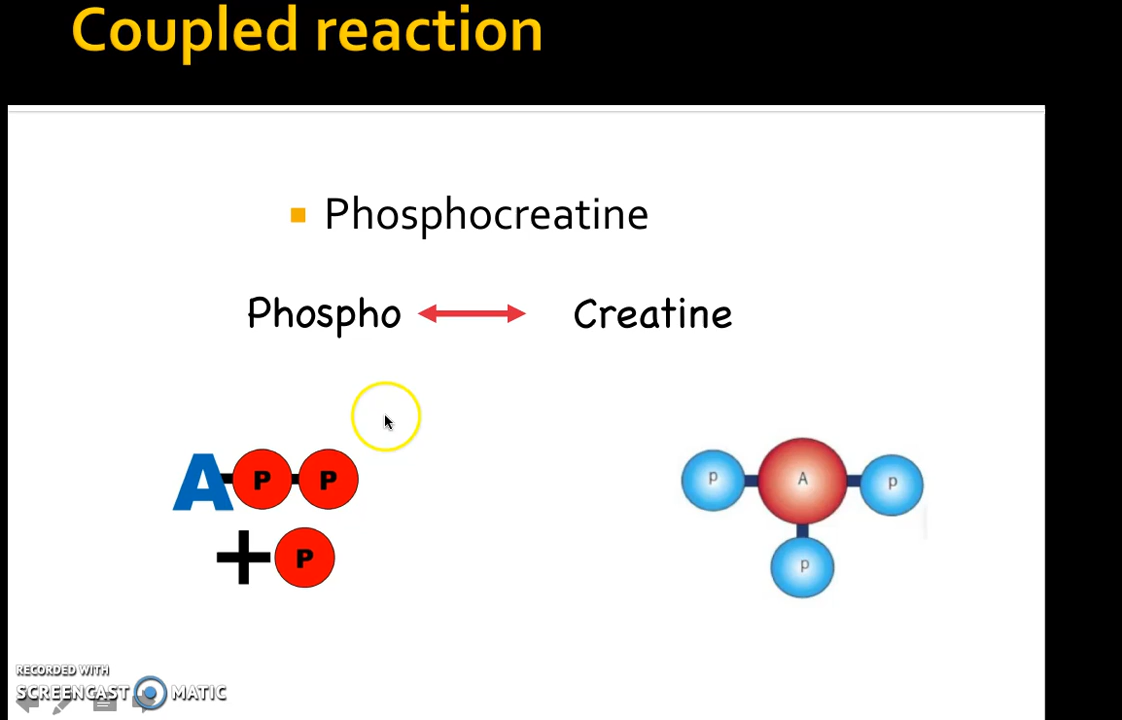 Coupled reaction
Phosphocreatine
Phospho Creatine
A P P
+ P
P A P
P
RECORDED WITH
SCREENCAST MATIC